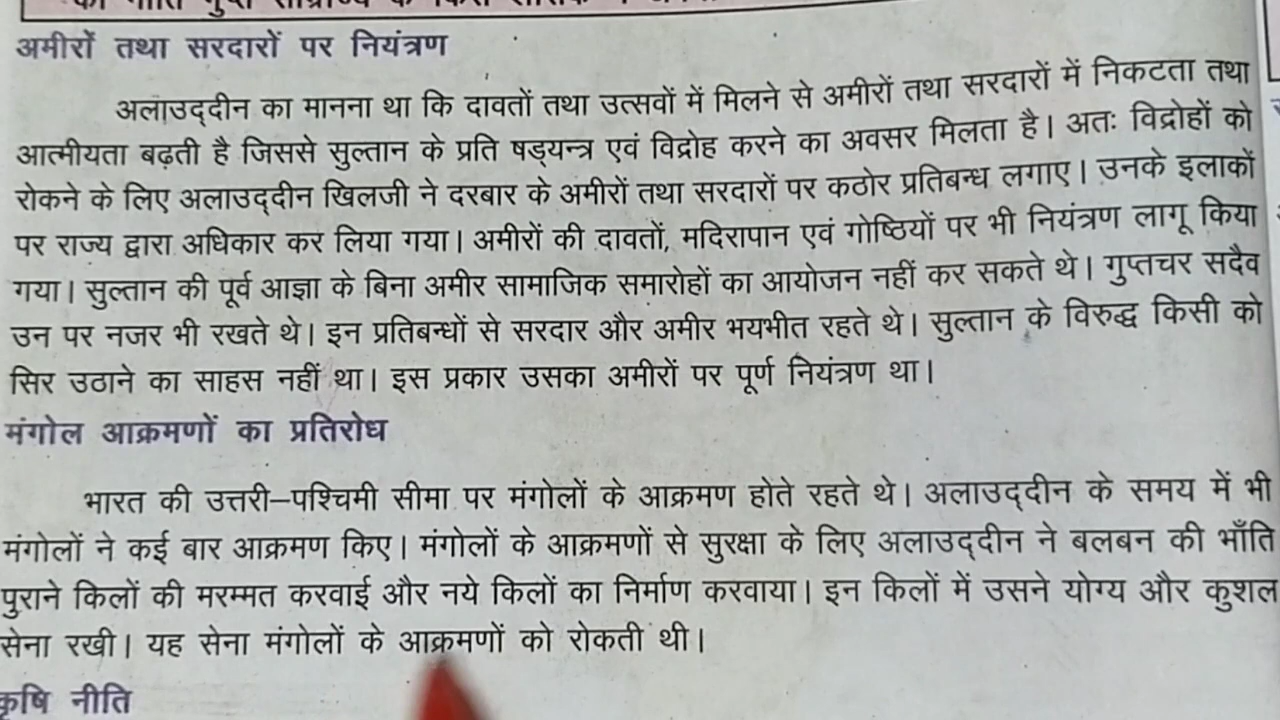 अमीरों तथा सरदारों पर नियंत्रण
अलाउद्दीन का मानना था कि दावतों तथा उत्सवों में मिलने से अमीरों तथा सरदारों में निकटता तथा
आत्मीयता बढ़ती है जिससे सुल्तान के प्रति षड्यन्त्र एवं विद्रोह करने का अवसर मिलता है। अतः विद्रोहों को
रोकने के लिए अलाउद्दीन खिलजी ने दरबार के अमीरों तथा सरदारों पर कठोर प्रतिबन्ध लगाए। उनके इलाकों
पर राज्य द्वारा अधिकार कर लिया गया। अमीरों की दावतों, मदिरापान एवं गोष्ठियों पर भी नियंत्रण लागू किया
गया। सुल्तान की पूर्व आज्ञा के बिना अमीर सामाजिक समारोहों का आयोजन नहीं कर सकते थे। गुप्तचर सदैव
उन पर नजर भी रखते थे। इन प्रतिबन्धों से सरदार और अमीर भयभीत रहते थे। सुल्तान के विरुद्ध किसी को
सिर उठाने का साहस नहीं था। इस प्रकार उसका अमीरों पर पूर्ण नियंत्रण था।
मंगोल आक्रमणों का प्रतिरोध
भारत की उत्तरी–पश्चिमी सीमा पर मंगोलों के आक्रमण होते रहते थे। अलाउद्दीन के समय में भी
मंगोलों ने कई बार आक्रमण किए। मंगोलों के आक्रमणों से सुरक्षा के लिए अलाउद्दीन ने बलबन की भाँति
पुराने किलों की मरम्मत करवाई और नये किलों का निर्माण करवाया। इन किलों में उसने योग्य और कुशल
सेना रखी। यह सेना मंगोलों के आक्रमणों को रोकती थी।
कृषि नीति